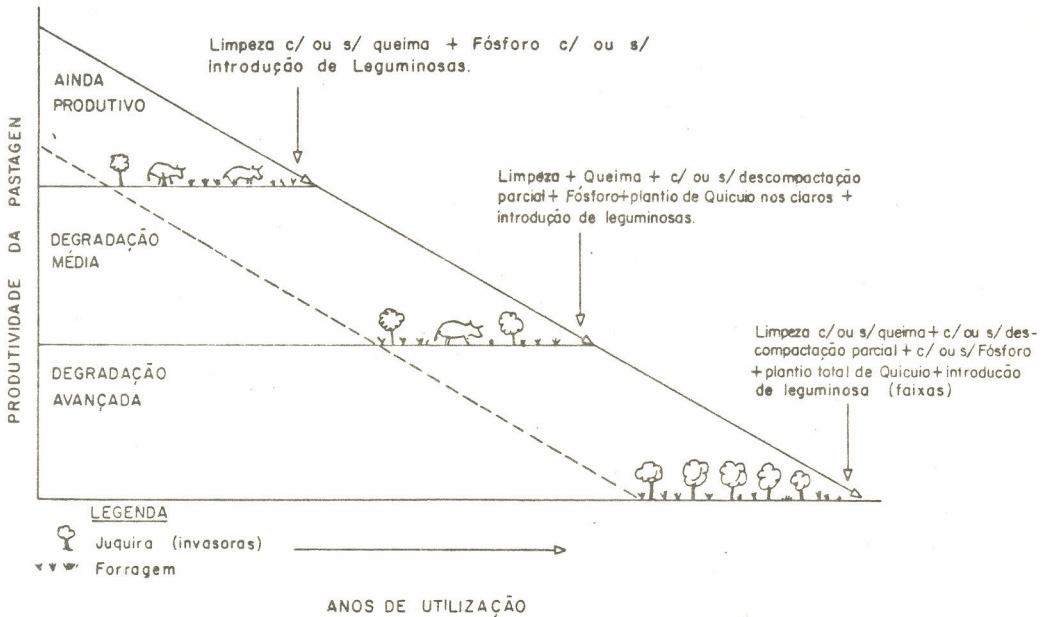 Limpeza c/ ou s/ queima + Fósforo c/ ou s/
introdução de Leguminosas.
AINDA
PRODUTIVO
Limpeza + Queima + c/ ou s/ descompactação
parcial + Fósforo+plantio de Quicuio nos claros +
introdução de leguminosas.
DEGRADAÇÃO
MÉDIA
Limpeza c/ou s/queima+c/ou s/des-
compactação parcial + c/ou s/Fósforo
+plantio total de Quicuio+introducão
de leguminosa (faixas)
DEGRADAÇÃO
AVANÇADA
PRODUTIVIDADE DA PASTAGEN
LEGENDA
Juquira (invasoras)
Forragem
ANOS DE UTILIZAÇÃO